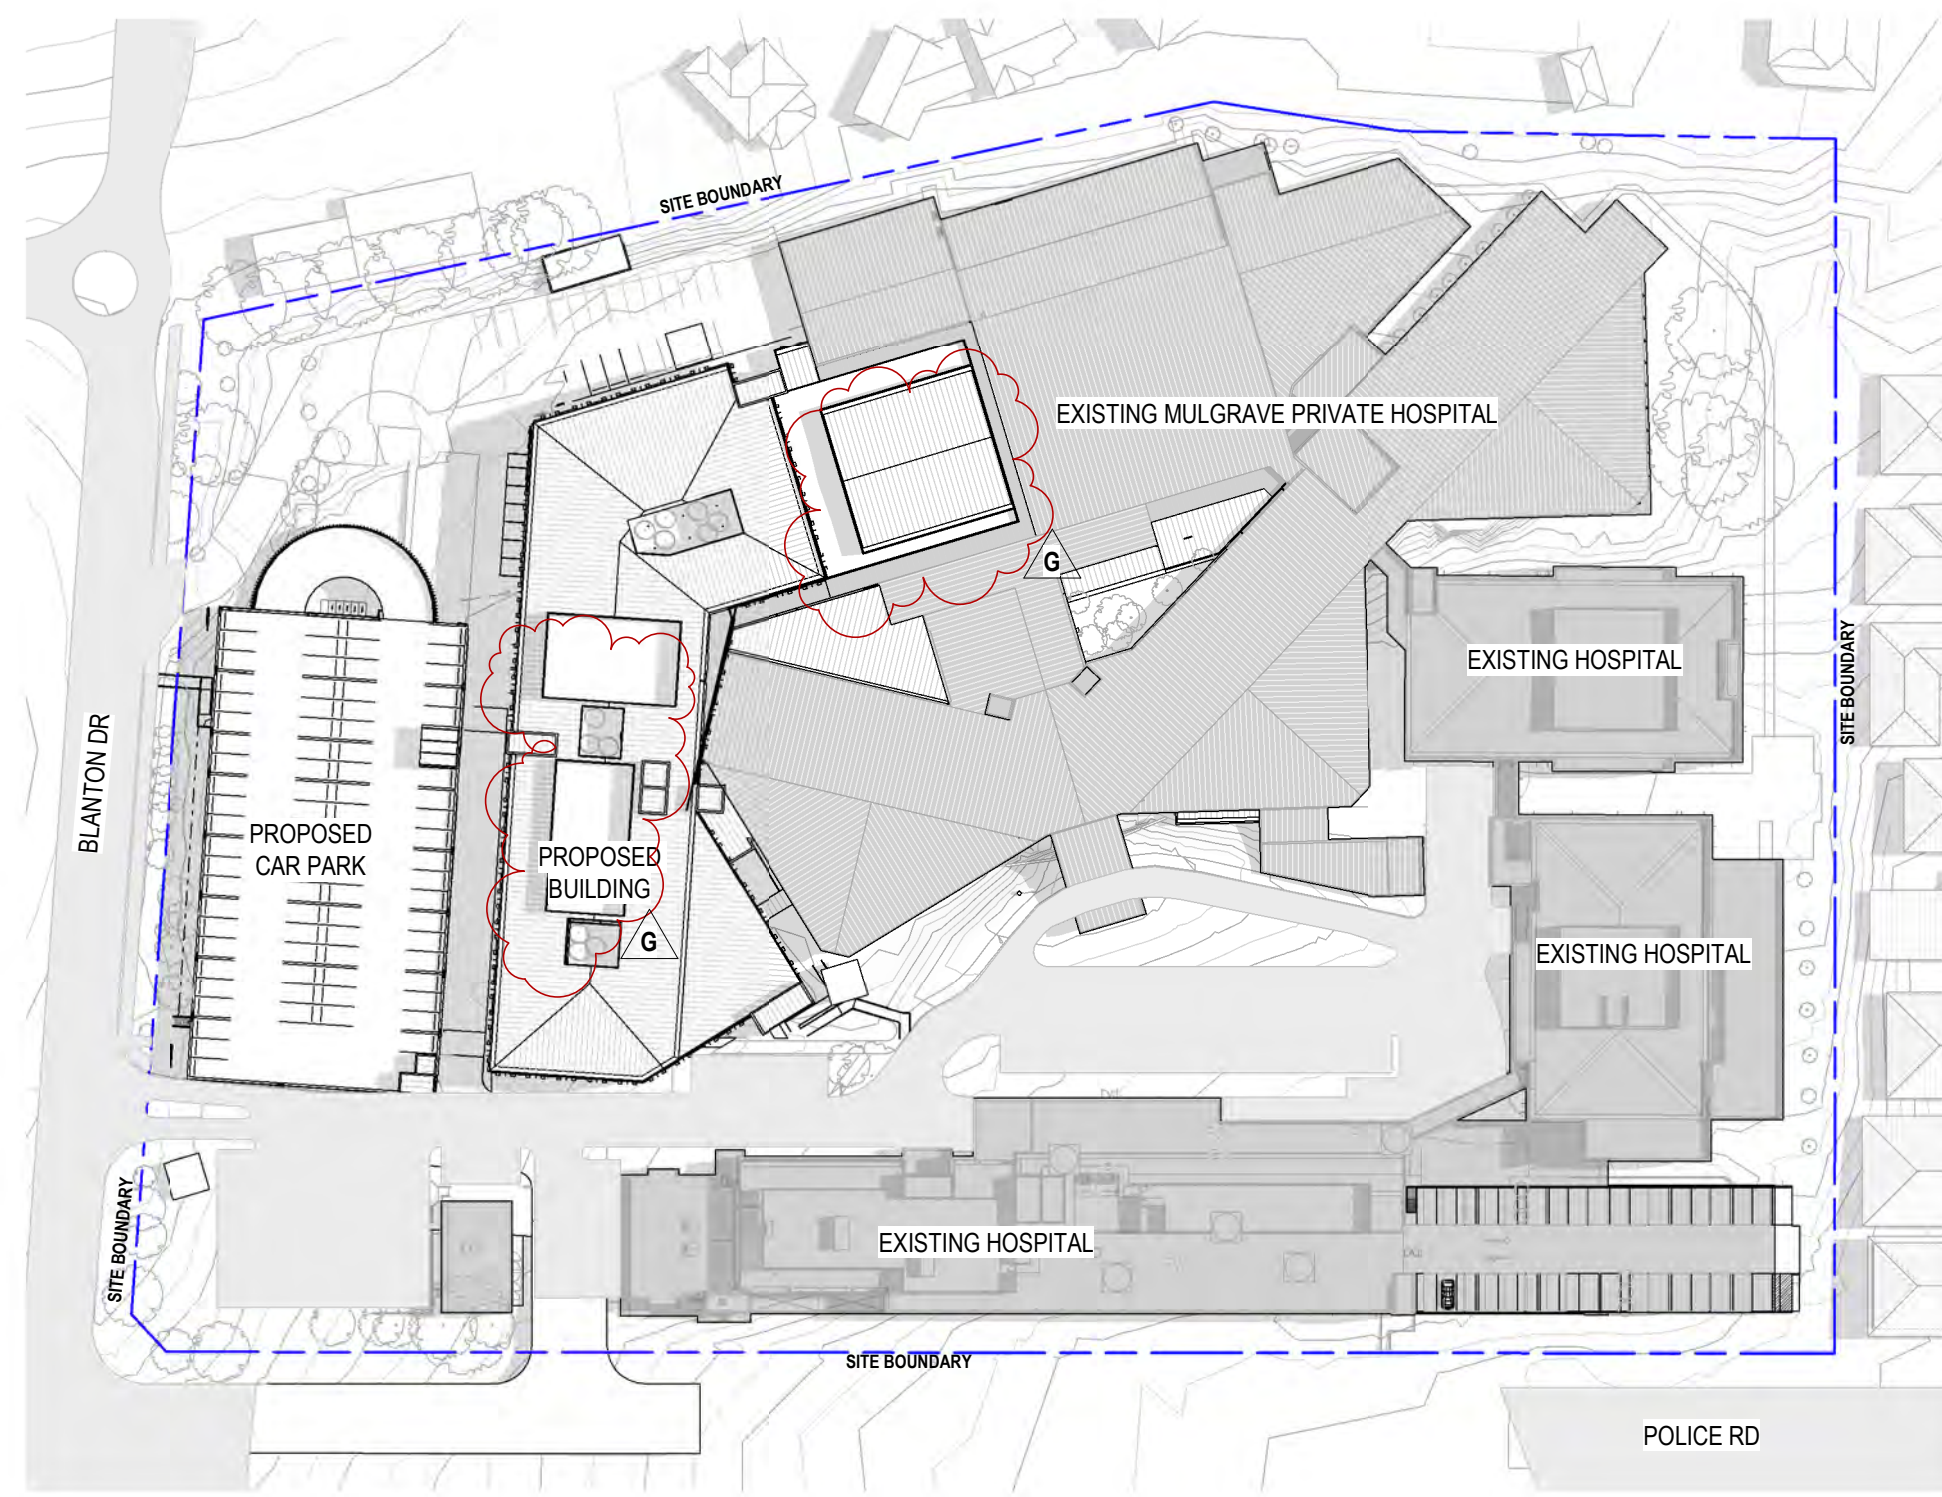 SITE BOUNDARY
EXISTING MULGRAVE PRIVATE HOSPITAL
G
EXISTING HOSPITAL
SITE BOUNDARY
BLANTON DR
PROPOSED
CAR PARK
PROPOSED
BUILDING
G
EXISTING HOSPITAL
SITE BOUNDARY
EXISTING HOSPITAL
SITE BOUNDARY
POLICE RD